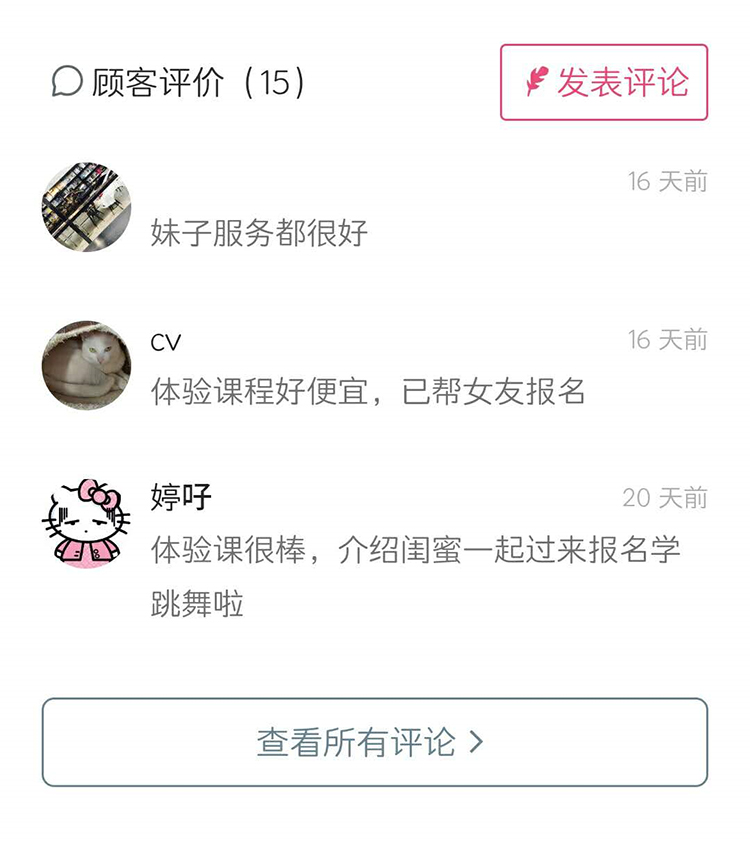 顾客评价（15）
发表评论
16 天前
妹子服务都很好
cv
16 天前
体验课程好便宜，已帮女友报名
婷吇
20 天前
体验课很棒，介绍闺蜜一起过来报名学
跳舞啦
查看所有评论 >